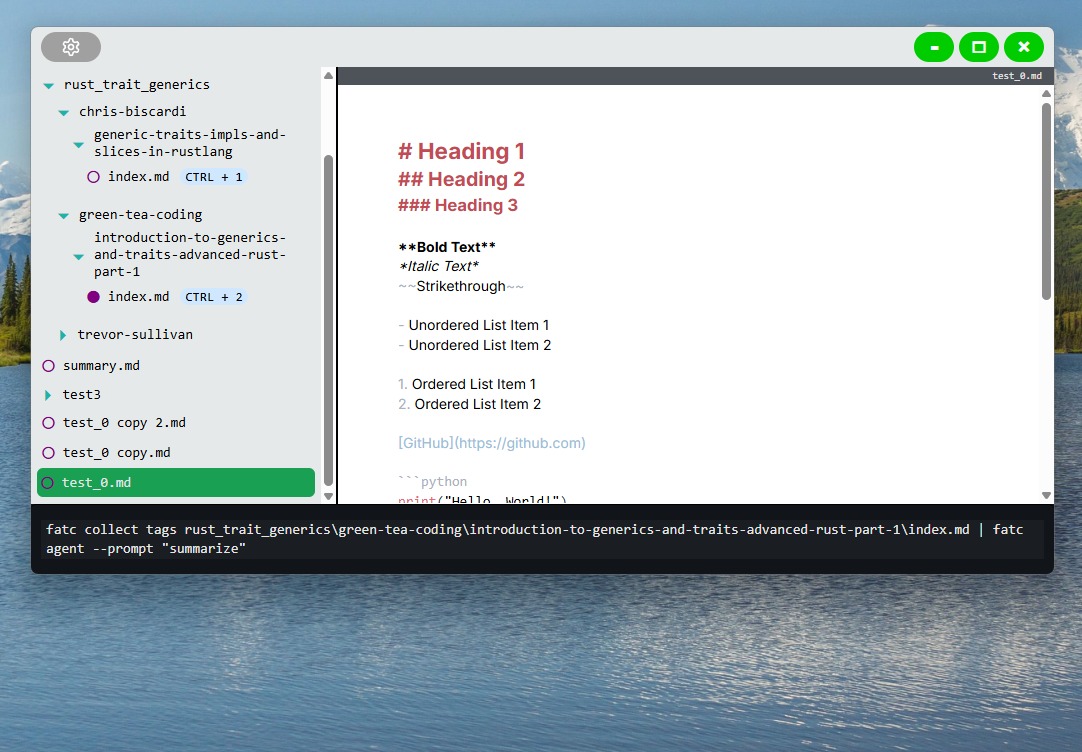 test_0.md
rust_trait_generics
chris-biscardi
generic-traits-impls-and-
slices-in-rustlang
index.md CTRL + 1
green-tea-coding
introduction-to-generics-
and-traits-advanced-rust-
part-1
index.md CTRL + 2
trevor-sullivan
summary.md
test3
test_0 copy 2.md
test_0 copy.md
test_0.md
# Heading 1
## Heading 2
### Heading 3
**Bold Text**
*Italic Text*
~~Strikethrough~~
- Unordered List Item 1
- Unordered List Item 2
1. Ordered List Item 1
2. Ordered List Item 2
[GitHub](https://github.com)
```python
print("Hello, World!")
fatc collect tags rust_trait_generics\green-tea-coding\introduction-to-generics-and-traits-advanced-rust-part-1\index.md | fatc
agent --prompt "summarize"